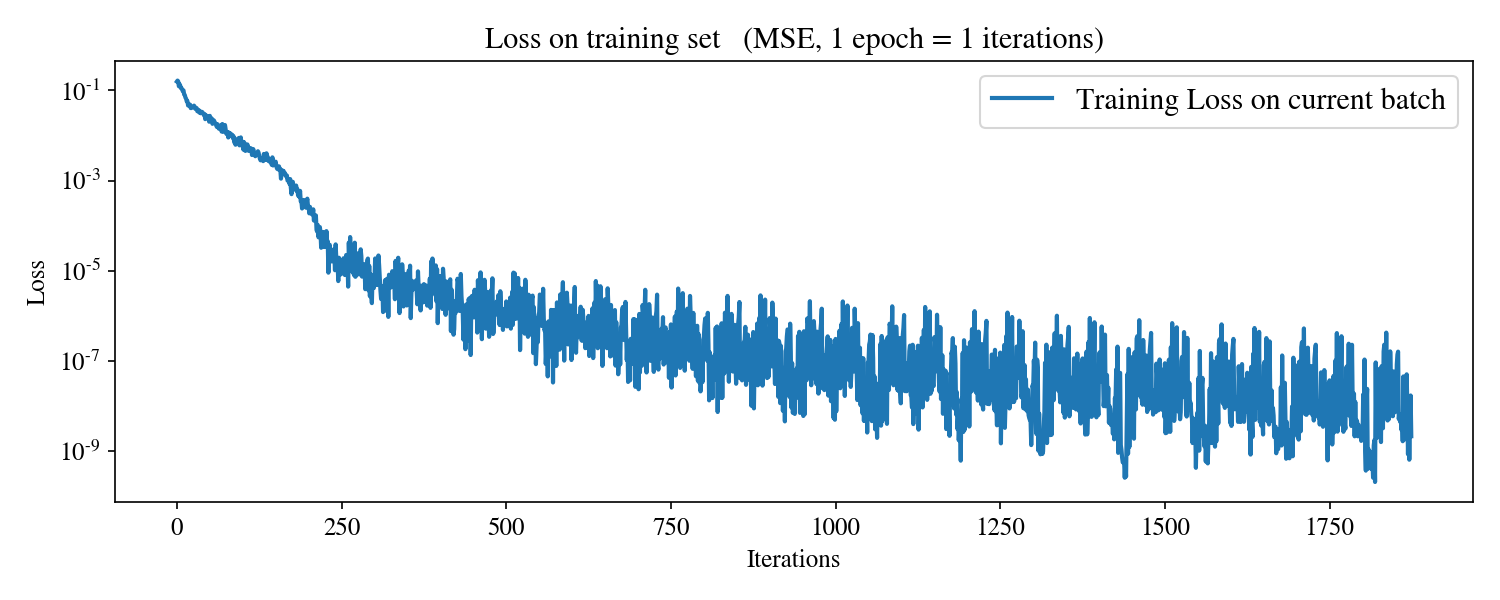 Loss on training set (MSE, 1 epoch = 1 iterations)
Training Loss on current batch
Loss
10⁻¹
10⁻³
10⁻⁵
10⁻⁷
10⁻⁹
0 250 500 750 1000 1250 1500 1750
Iterations